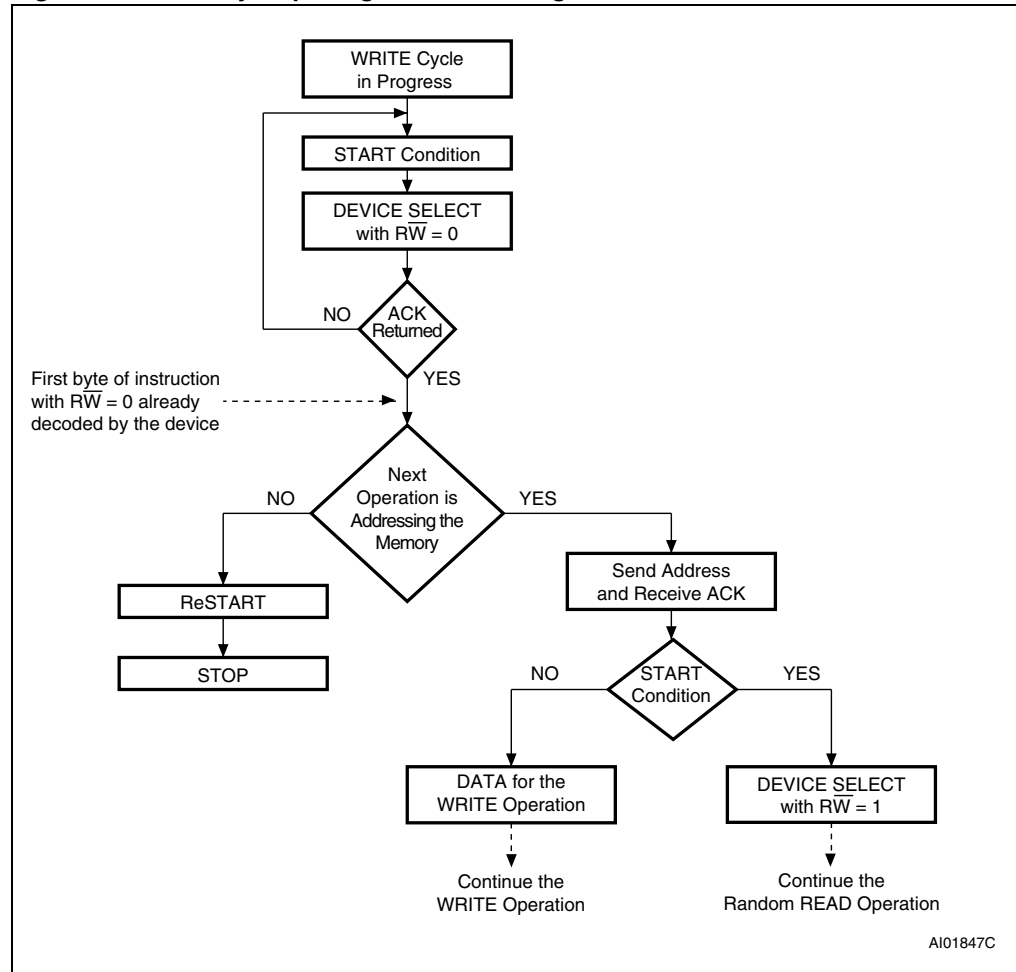 WRITE Cycle
in Progress
START Condition
DEVICE SELECT
with RW̅ = 0
NO
ACK
Returned
YES
First byte of instruction
with RW̅ = 0 already
decoded by the device
NO
Next
Operation is
Addressing the
Memory
YES
Send Address
and Receive ACK
ReSTART
STOP
NO
START
Condition
YES
DATA for the
WRITE Operation
DEVICE SELECT
with RW̅ = 1
Continue the
WRITE Operation
Continue the
Random READ Operation
AI01847C